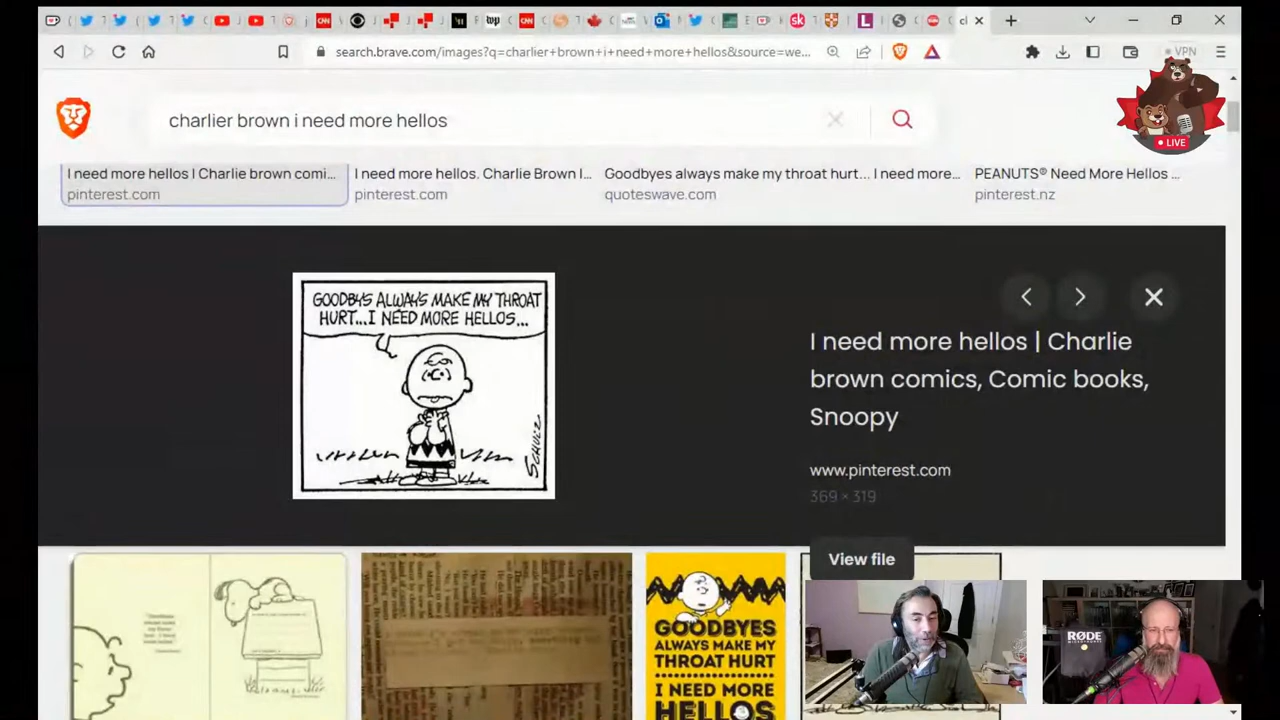 VPN
search.brave.com/images?q=charlier+brown+i+need+more+hellos&source=we...
LIVE
charlier brown i need more hellos
I need more hellos | Charlie brown comi...
pinterest.com
I need more hellos. Charlie Brown I...
pinterest.com
Goodbyes always make my throat hurt... I need more...
quoteswave.com
PEANUTS® Need More Hellos ...
pinterest.nz
GOODBYS ALWAYS MAKE MY THROAT
HURT...I NEED MORE HELLOS...
SCHULZ
I need more hellos | Charlie
brown comics, Comic books,
Snoopy
www.pinterest.com
369 × 319
View file
GOODBYES
ALWAYS MAKE MY
THROAT HURT
I NEED MORE
HELLOS
RØDE